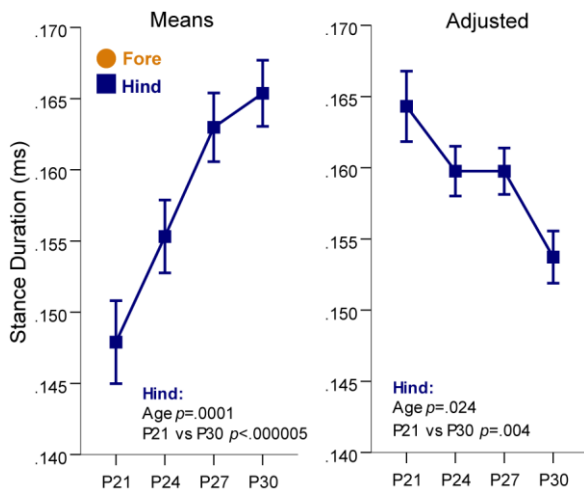 Means
Adjusted
Fore
Hind
Stance Duration (ms)
.170
.165
.160
.155
.150
.145
.140
P21
P24
P27
P30
Hind:
Age p=.0001
P21 vs P30 p<.000005
.170
.165
.160
.155
.150
.145
.140
P21
P24
P27
P30
Hind:
Age p=.024
P21 vs P30 p=.004